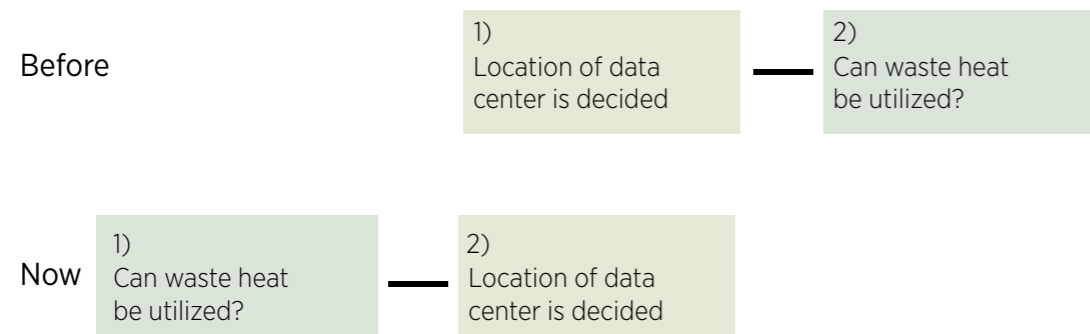 Before
1)
Location of data
center is decided
2)
Can waste heat
be utilized?
Now
1)
Can waste heat
be utilized?
2)
Location of data
center is decided